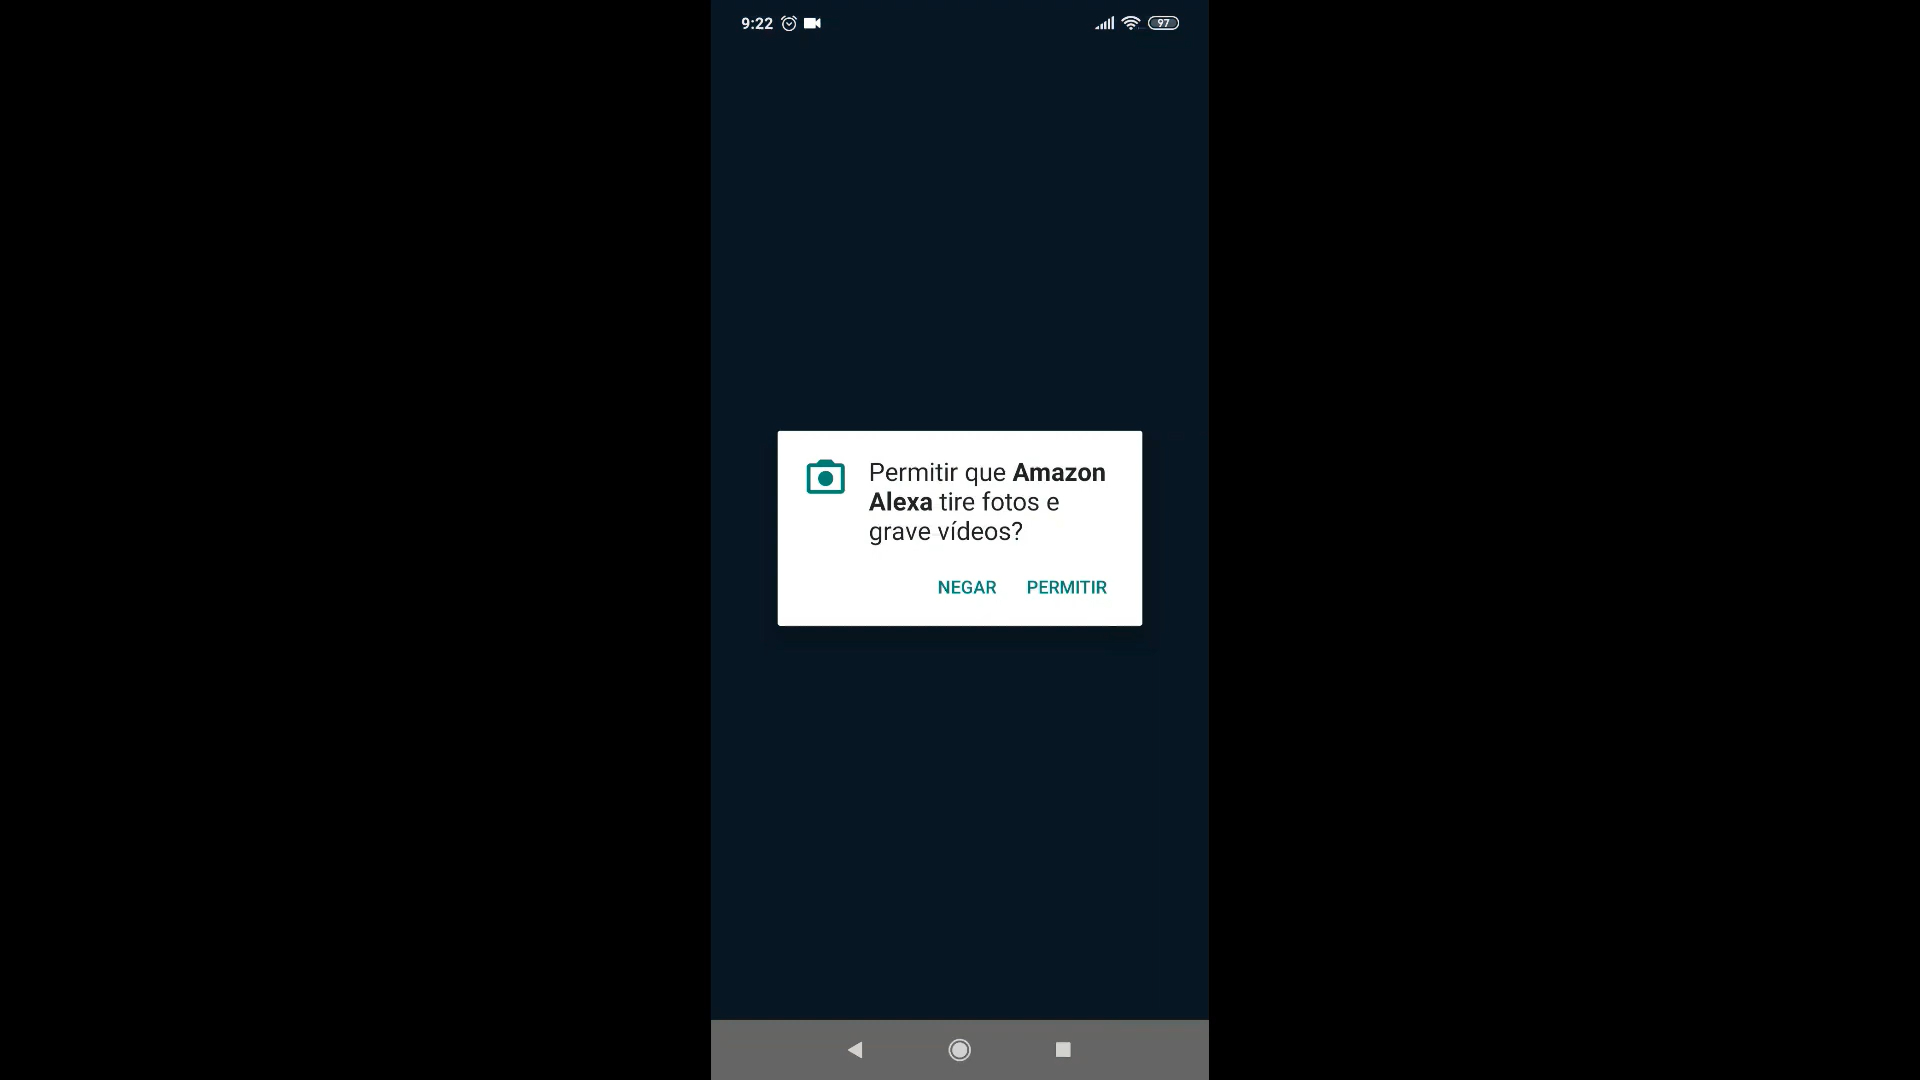 9:22
97
Permitir que Amazon
Alexa tire fotos e
grave vídeos?
NEGAR PERMITIR